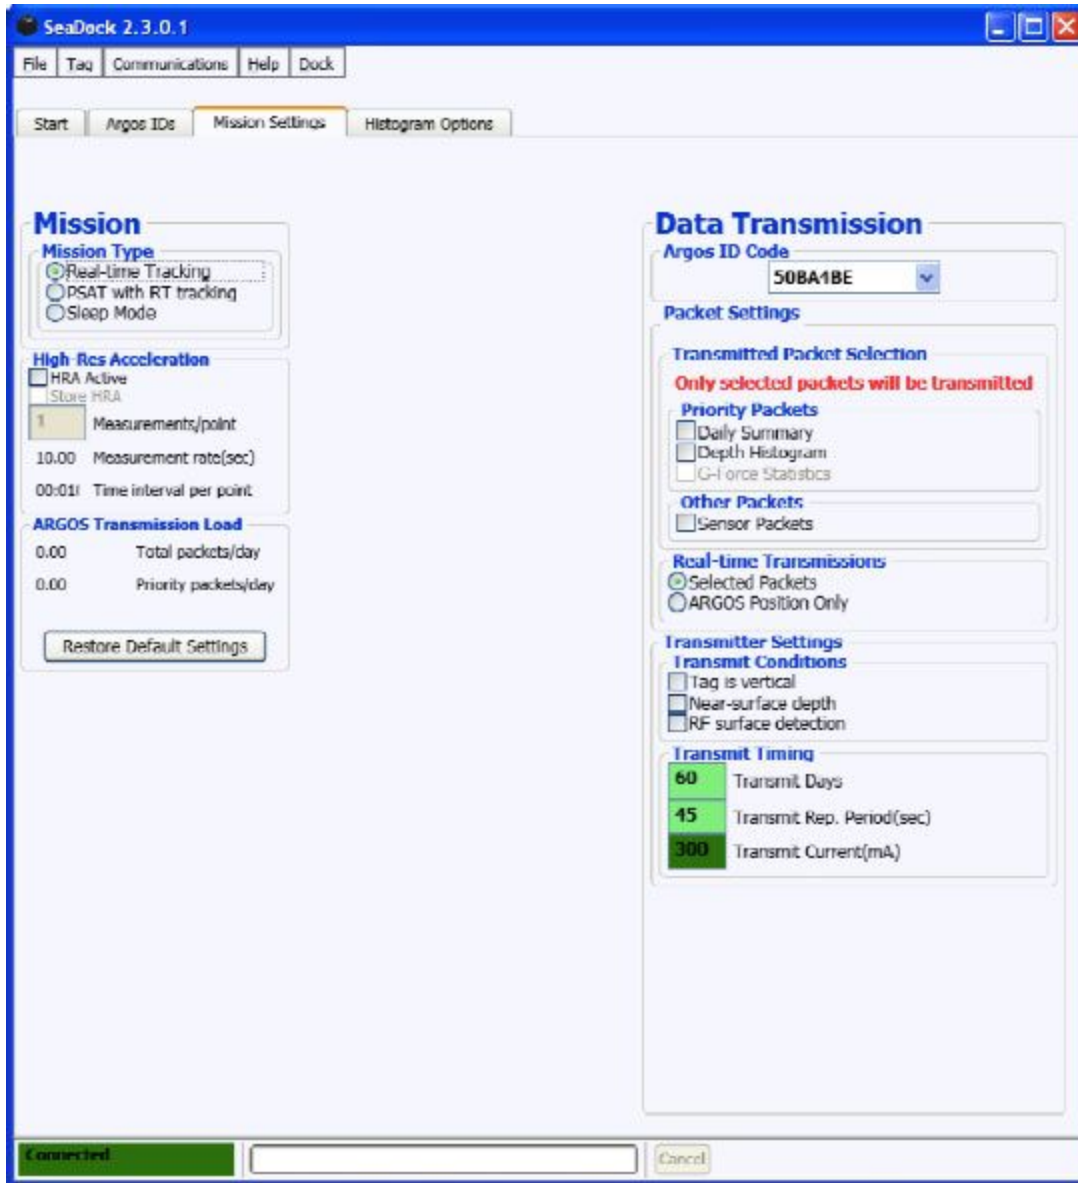 SeaDock 2.3.0.1
File Tag Communications Help Dock
Start Argos IDs Mission Settings Histogram Options
Mission
Mission Type
Real-time Tracking
PSAT with RT tracking
Sleep Mode
High-Res Acceleration
HRA Active
Store HRA
1 Measurements/point
10.00 Measurement rate(sec)
00:01 Time interval per point
ARGOS Transmission Load
0.00 Total packets/day
0.00 Priority packets/day
Restore Default Settings
Data Transmission
Argos ID Code
50BA4BE
Packet Settings
Transmitted Packet Selection
Only selected packets will be transmitted
Priority Packets
Daily Summary
Depth Histogram
G-Force Statistics
Other Packets
Sensor Packets
Real-time Transmissions
Selected Packets
ARGOS Position Only
Transmitter Settings
Transmit Conditions
Tag is vertical
Near-surface depth
RF surface detection
Transmit Timing
60 Transmit Days
45 Transmit Rep. Period(sec)
300 Transmit Current(mA)
Connected
Cancel